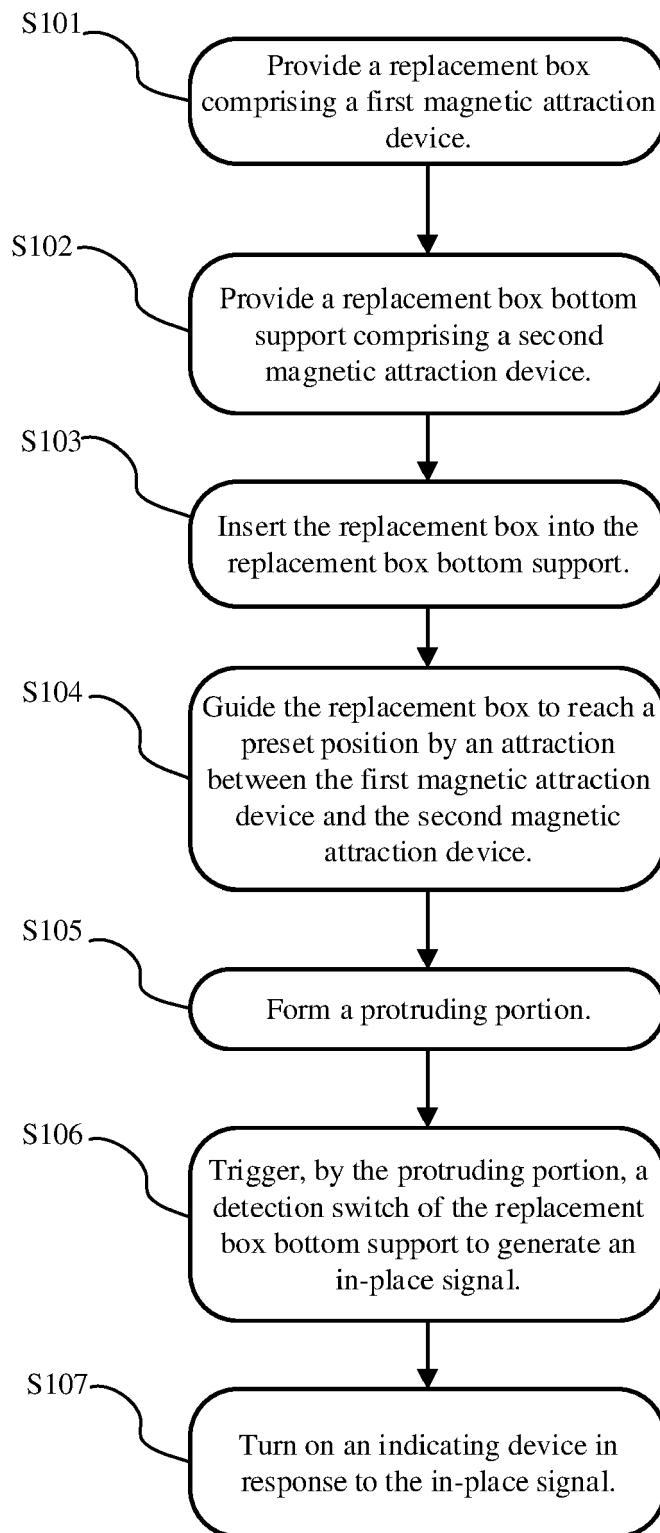 S101
Provide a replacement box
comprising a first magnetic attraction
device.
S102
Provide a replacement box bottom
support comprising a second
magnetic attraction device.
S103
Insert the replacement box into the
replacement box bottom support.
S104
Guide the replacement box to reach a
preset position by an attraction
between the first magnetic attraction
device and the second magnetic
attraction device.
S105
Form a protruding portion.
S106
Trigger, by the protruding portion, a
detection switch of the replacement
box bottom support to generate an
in-place signal.
S107
Turn on an indicating device in
response to the in-place signal.